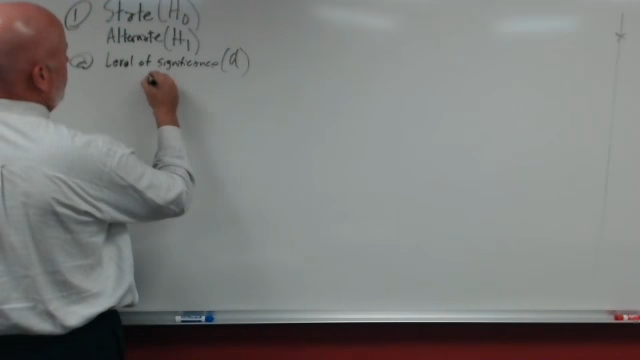 ① State (H0)
Alternate (H1)
② Level of significance (α)